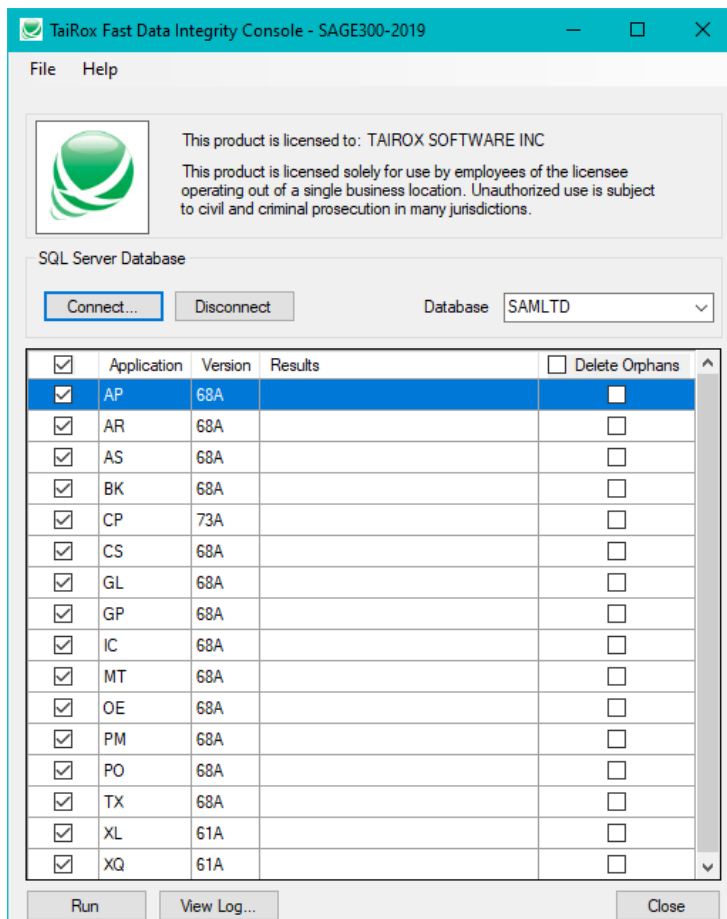 TaiRox Fast Data Integrity Console - SAGE300-2019
File Help
This product is licensed to: TAIROX SOFTWARE INC
This product is licensed solely for use by employees of the licensee
operating out of a single business location. Unauthorized use is subject
to civil and criminal prosecution in many jurisdictions.
SQL Server Database
Connect... Disconnect Database SAMLTD
Application Version Results Delete Orphans
AP 68A
AR 68A
AS 68A
BK 68A
CP 73A
CS 68A
GL 68A
GP 68A
IC 68A
MT 68A
OE 68A
PM 68A
PO 68A
TX 68A
XL 61A
XQ 61A
Run View Log... Close